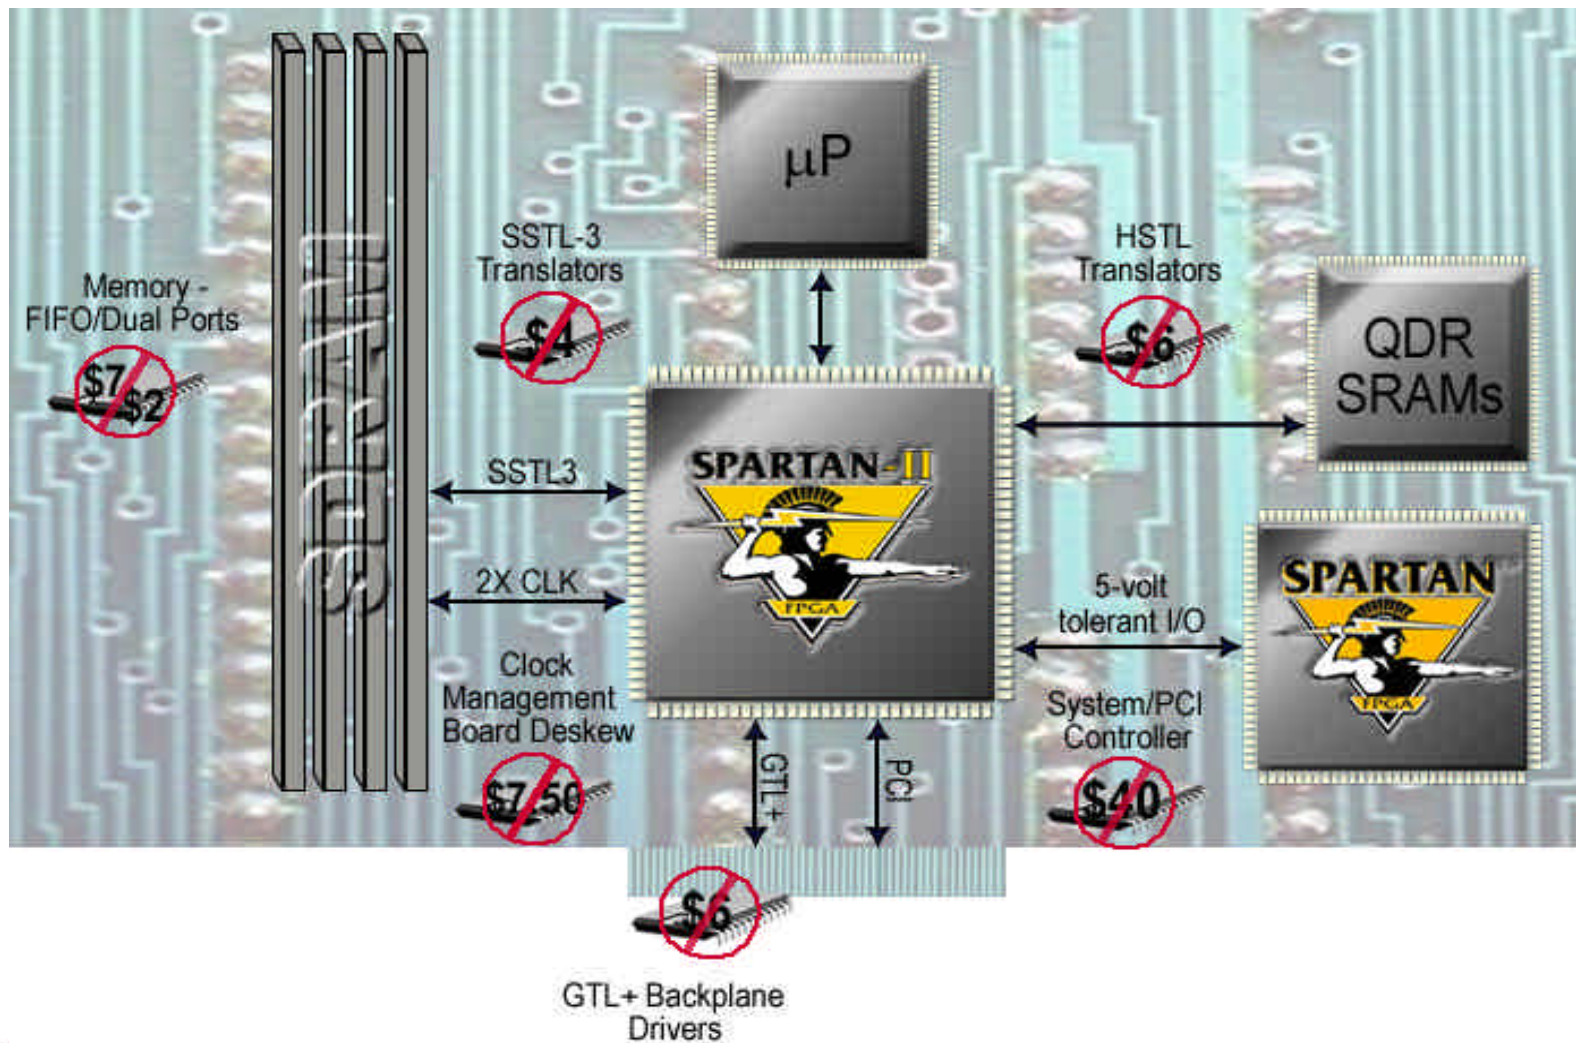 µP
SSTL-3
Translators
$4
HSTL
Translators
$6
Memory -
FIFO/Dual Ports
$7
$2
SDRAM
QDR
SRAMs
SPARTAN-II
FPGA
SSTL3
2X CLK
5-volt
tolerant I/O
SPARTAN
FPGA
Clock
Management
Board Deskew
$7.50
GTL+
PCI
System/PCI
Controller
$40
$6
GTL+ Backplane
Drivers